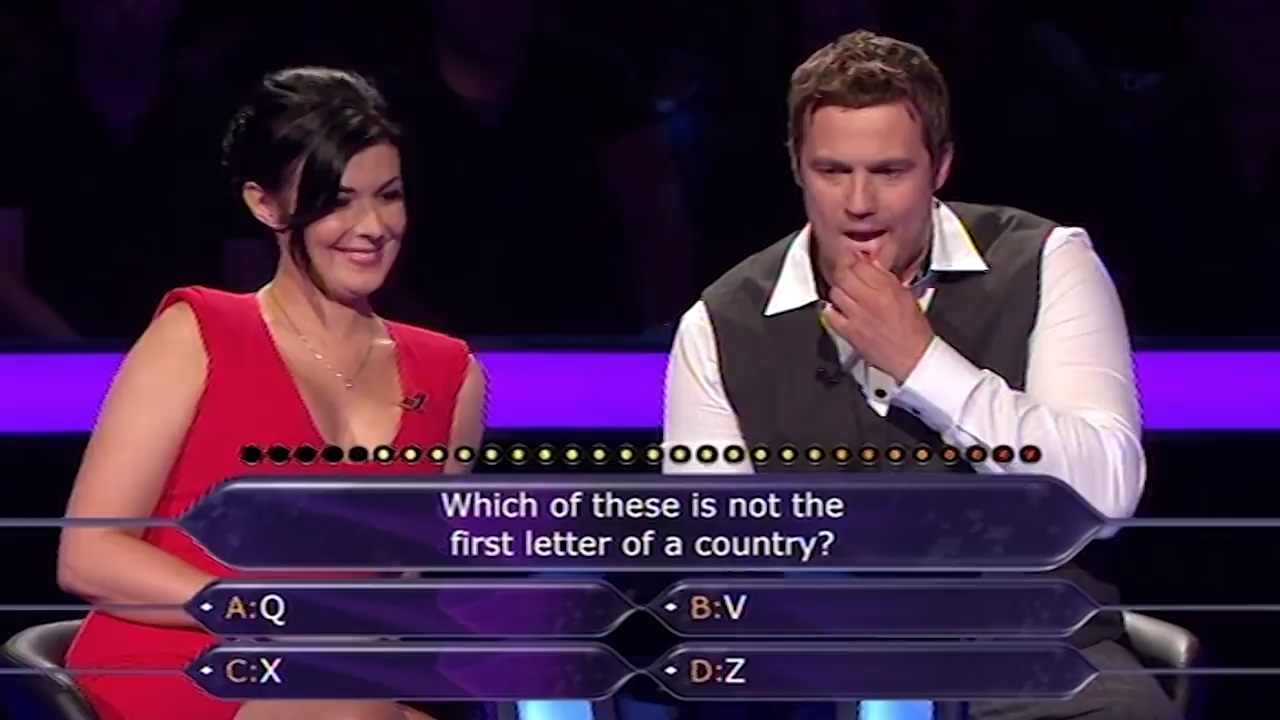 Which of these is not the
first letter of a country?
A:Q
B:V
C:X
D:Z